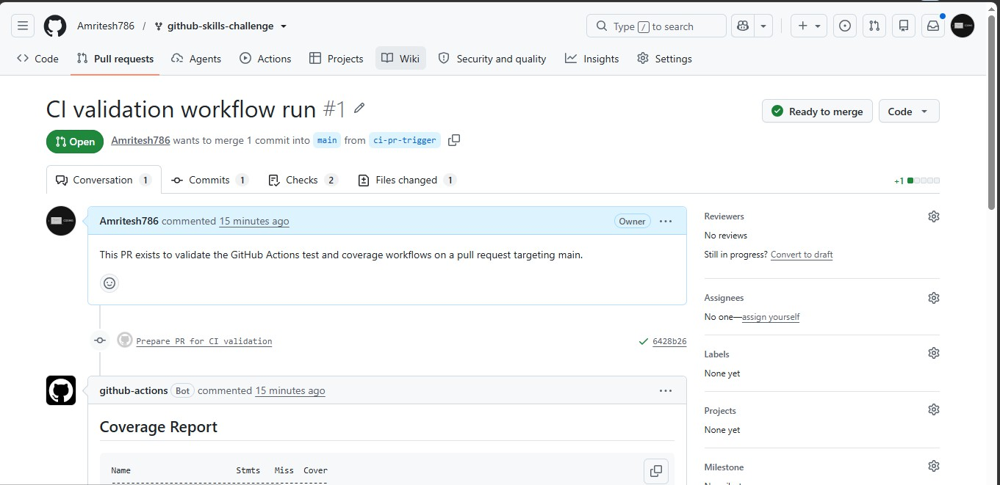 Amritesh786 / github-skills-challenge
Type / to search
Code Pull requests Agents Actions Projects Wiki Security and quality Insights Settings
CI validation workflow run #1
Ready to merge
Code
Open
Amritesh786 wants to merge 1 commit into main from ci-pr-trigger
Conversation 1
Commits 1
Checks 2
Files changed 1
+1
Amritesh786 commented 15 minutes ago
Owner
This PR exists to validate the GitHub Actions test and coverage workflows on a pull request targeting main.
Prepare PR for CI validation
6428b26
github-actions Bot commented 15 minutes ago
Coverage Report
Name Stmts Miss Cover
---------------------------------------------
Reviewers
No reviews
Still in progress? Convert to draft
Assignees
No one—assign yourself
Labels
None yet
Projects
None yet
Milestone